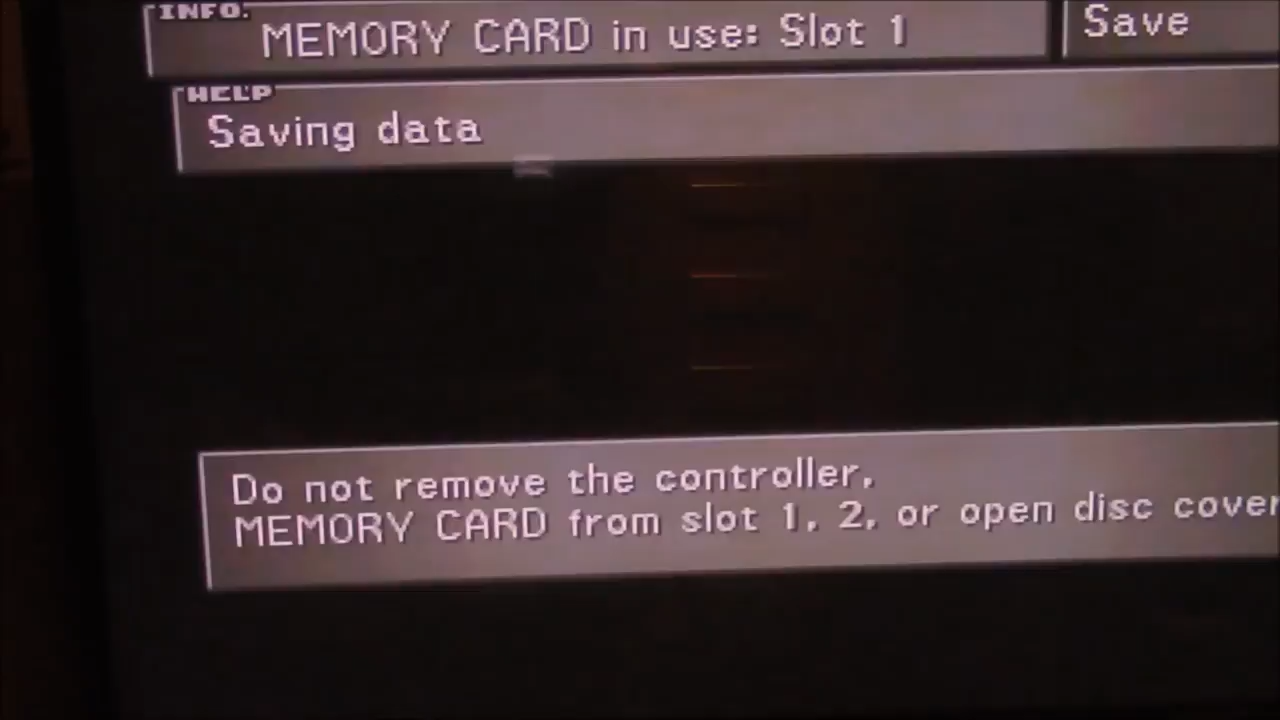 INFO.
MEMORY CARD in use: Slot 1
Save
HELP
Saving data
Do not remove the controller,
MEMORY CARD from slot 1, 2, or open disc cover